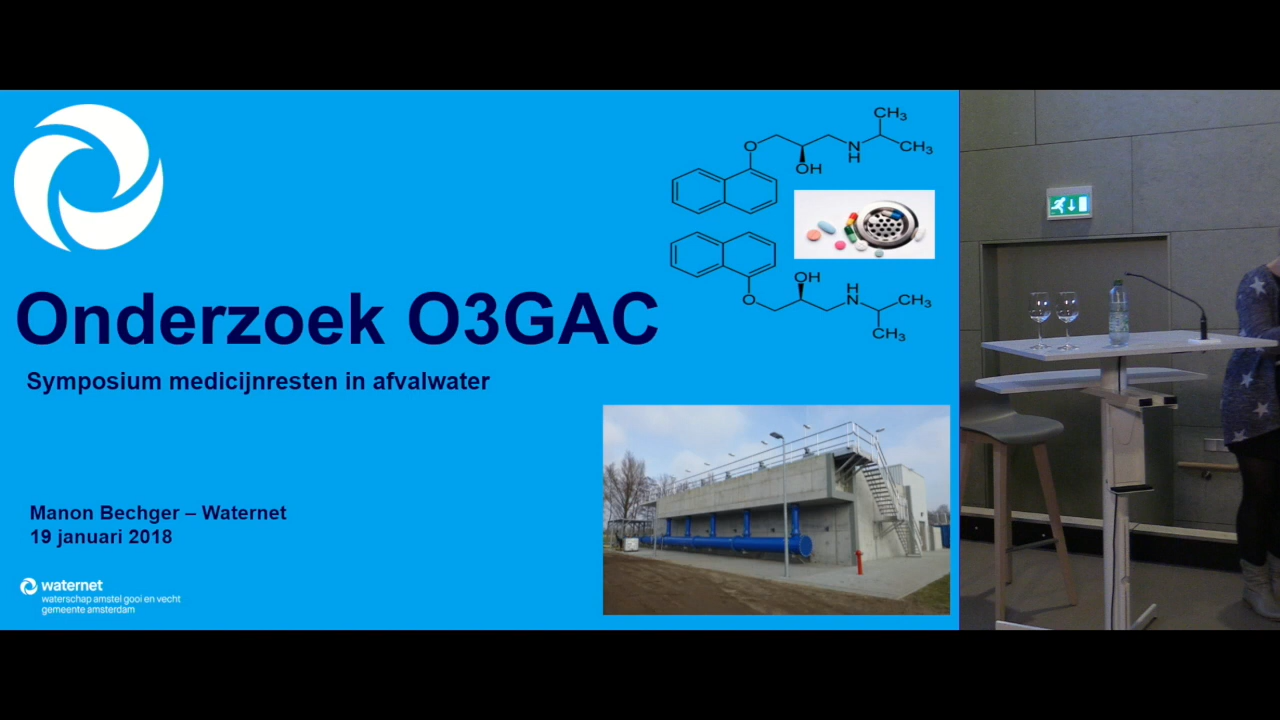 CH3
O
N
H
CH3
OH
OH
H
N
CH3
O
CH3
Onderzoek O3GAC
Symposium medicijnresten in afvalwater
Manon Bechger – Waternet
19 januari 2018
waternet
waterschap amstel gooi en vecht
gemeente amsterdam